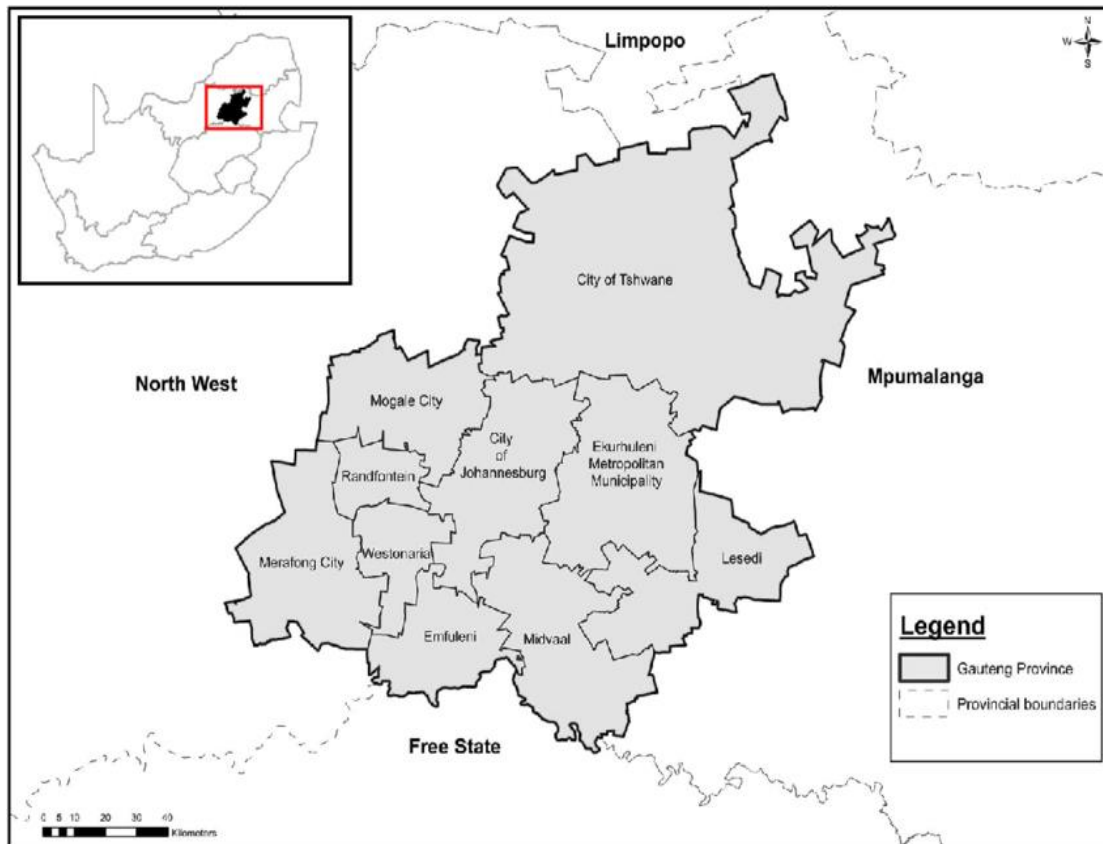 Limpopo
N
W
S
City of Tshwane
North West
Mpumalanga
Mogale City
City
of
Johannesburg
Ekurhuleni
Metropolitan
Municipality
Randfontein
Westonaria
Merafong City
Lesedi
Emfuleni
Midvaal
Legend
Gauteng Province
Provincial boundaries
Free State
0 5 10 20 30 40
Kilometers